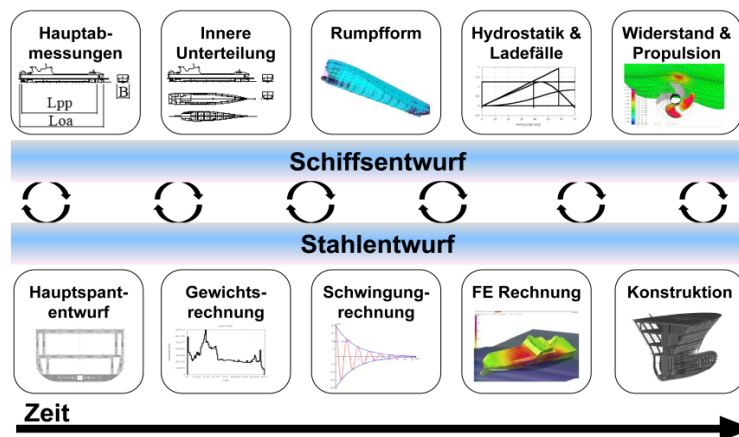 Hauptab-
messungen
Innere
Unterteilung
Rumpfform
Hydrostatik &
Ladefälle
Widerstand &
Propulsion
Lpp
B
Loa
Schiffsentwurf
Stahlentwurf
Hauptspant-
entwurf
Gewichts-
rechnung
Schwingung-
rechnung
FE Rechnung
Konstruktion
Zeit